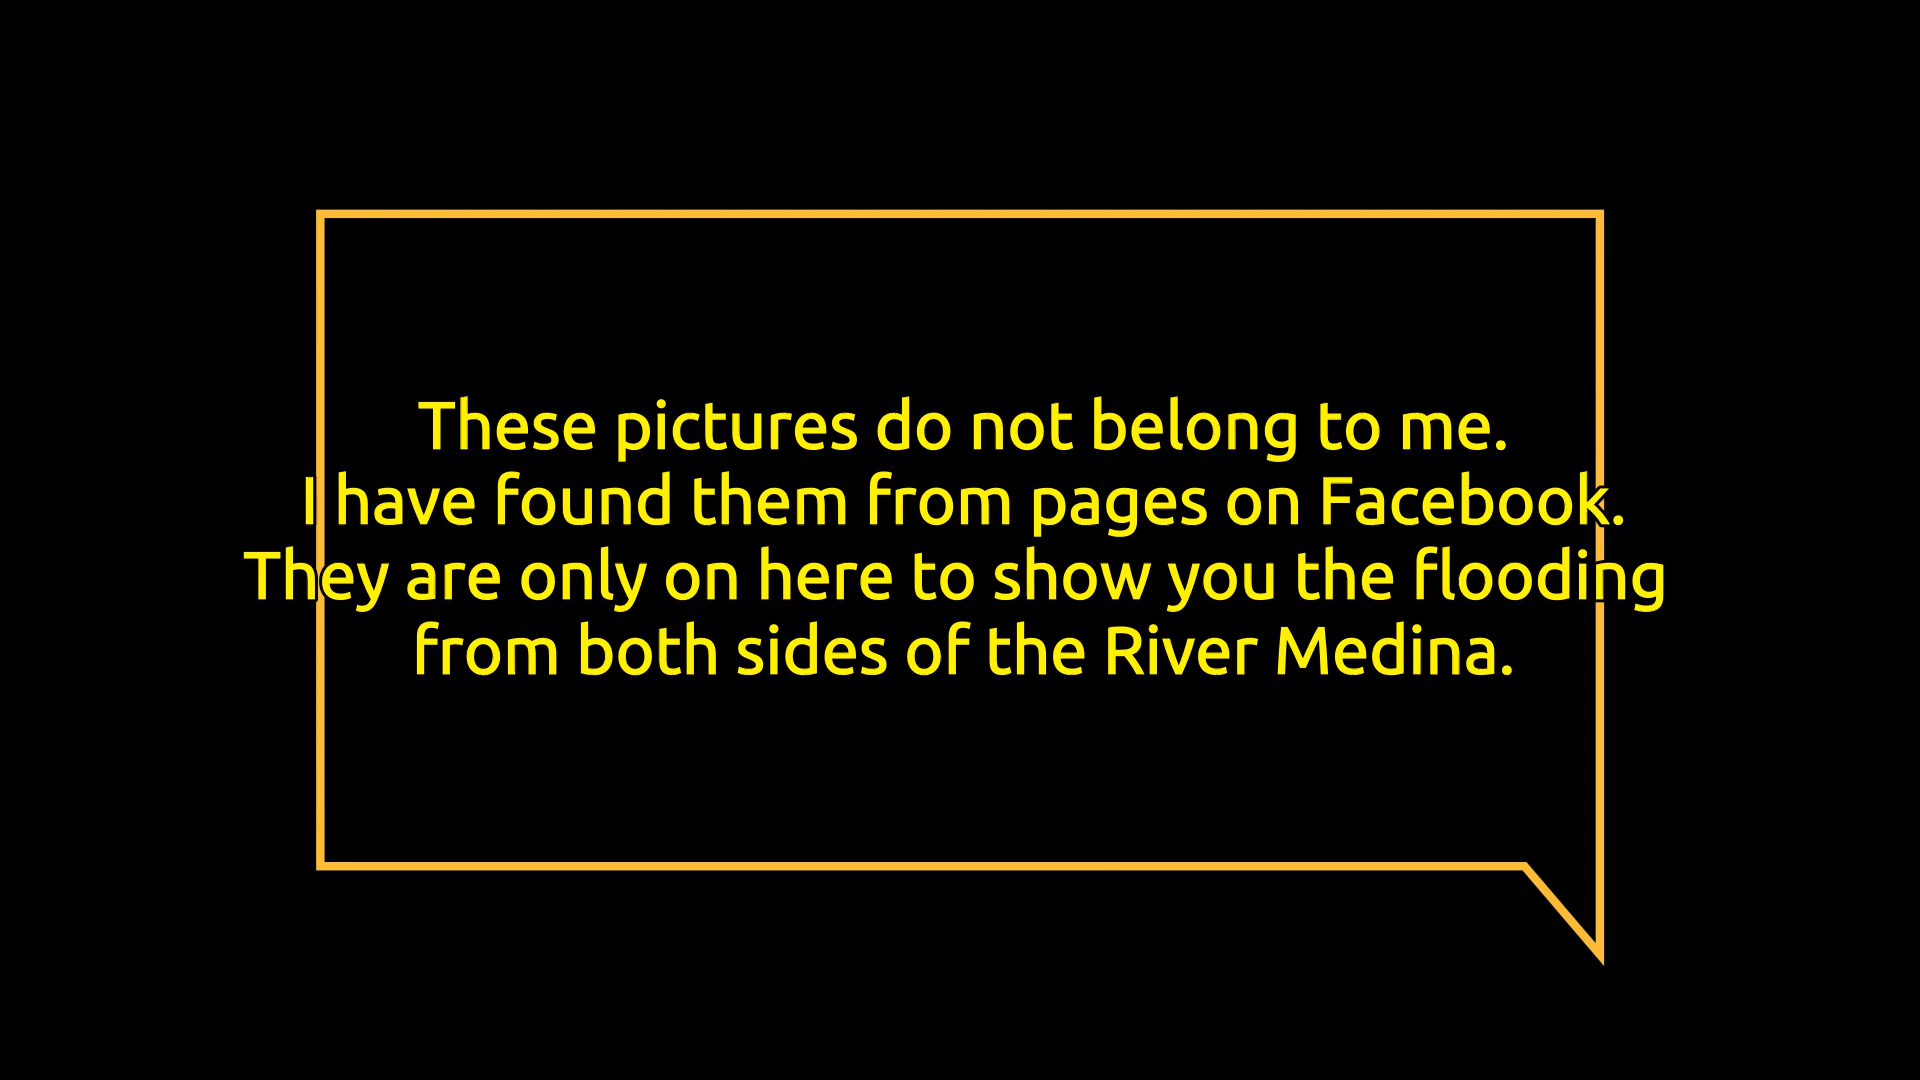 These pictures do not belong to me.
I have found them from pages on Facebook.
They are only on here to show you the flooding
from both sides of the River Medina.